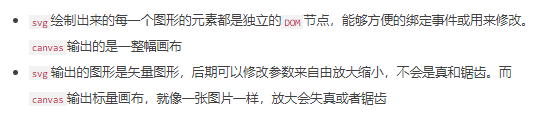 svg 绘制出来的每一个图形的元素都是独立的 DOM 节点，能够方便的绑定事件或用来修改。
canvas 输出的是一整幅画布
svg 输出的图形是矢量图形，后期可以修改参数来自由放大缩小，不会是真和锯齿。而
canvas 输出标量画布，就像一张图片一样，放大会失真或者锯齿